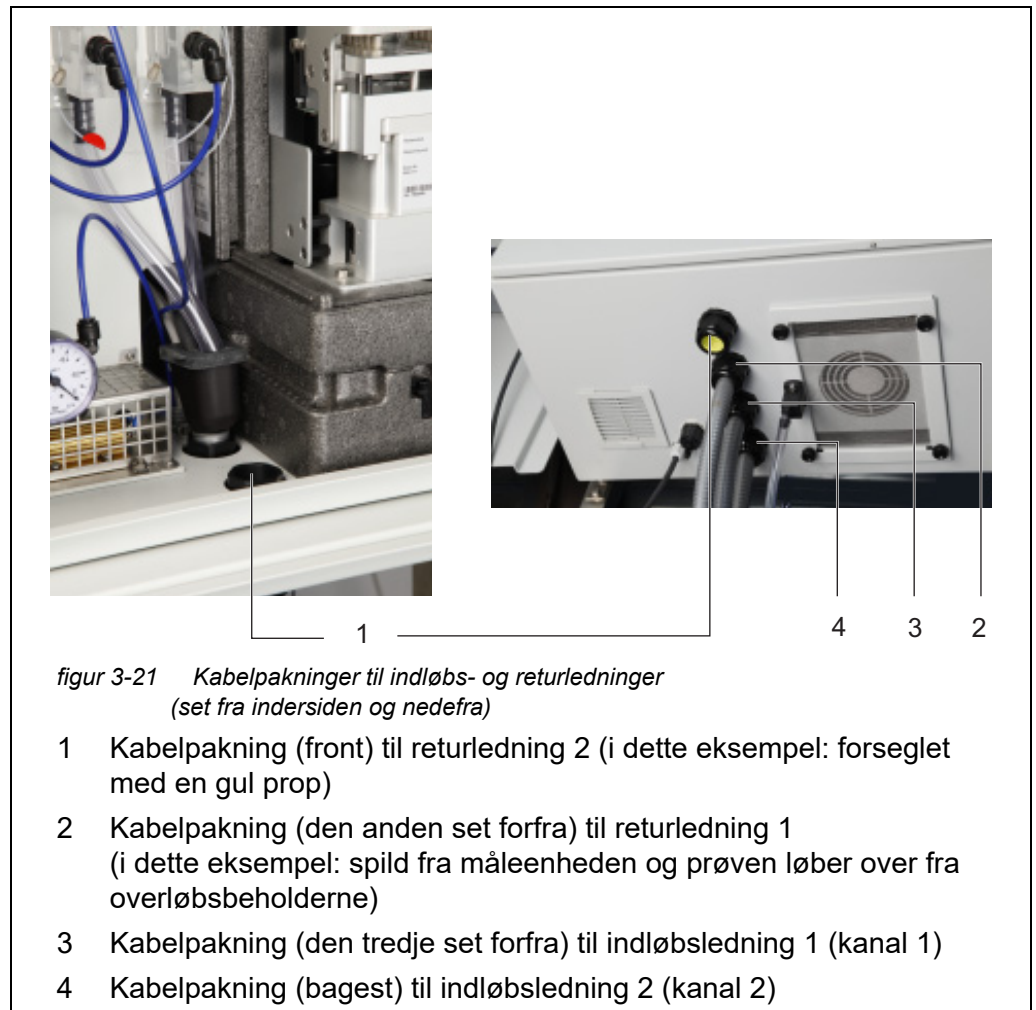 1
4
3
2
figur 3-21 Kabelpakninger til indløbs- og returledninger
(set fra indersiden og nedefra)
1 Kabelpakning (front) til returledning 2 (i dette eksempel: forseglet
med en gul prop)
2 Kabelpakning (den anden set forfra) til returledning 1
(i dette eksempel: spild fra måleenheden og prøven løber over fra
overløbsbeholderne)
3 Kabelpakning (den tredje set forfra) til indløbsledning 1 (kanal 1)
4 Kabelpakning (bagest) til indløbsledning 2 (kanal 2)